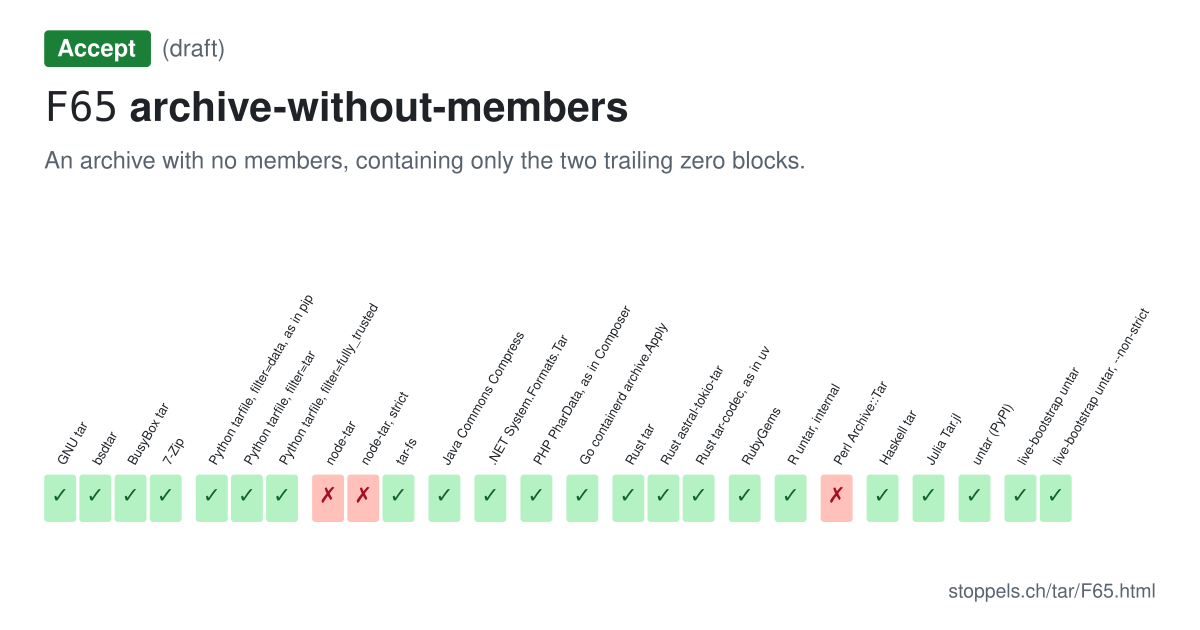 Accept (draft)
F65 archive-without-members
An archive with no members, containing only the two trailing zero blocks.
GNU tar
bsdtar
BusyBox tar
7-Zip
Python tarfile, filter=data, as in pip
Python tarfile, filter=tar
Python tarfile, filter=fully_trusted
node-tar
node-tar, strict
tar-fs
Java Commons Compress
.NET System.Formats.Tar
PHP PharData, as in Composer
Go containerd archive.Apply
Rust tar
Rust astral-tokio-tar
Rust tar-codec, as in uv
RubyGems
R untar, internal
Perl Archive::Tar
Haskell tar
Julia Tar.jl
untar (PyPI)
live-bootstrap untar
live-bootstrap untar, --non-strict
✓ ✓ ✓ ✓ ✓ ✓ ✓ ✗ ✗ ✓ ✓ ✓ ✓ ✓ ✓ ✓ ✓ ✓ ✓ ✗ ✓ ✓ ✓ ✓ ✓
stoppels.ch/tar/F65.html